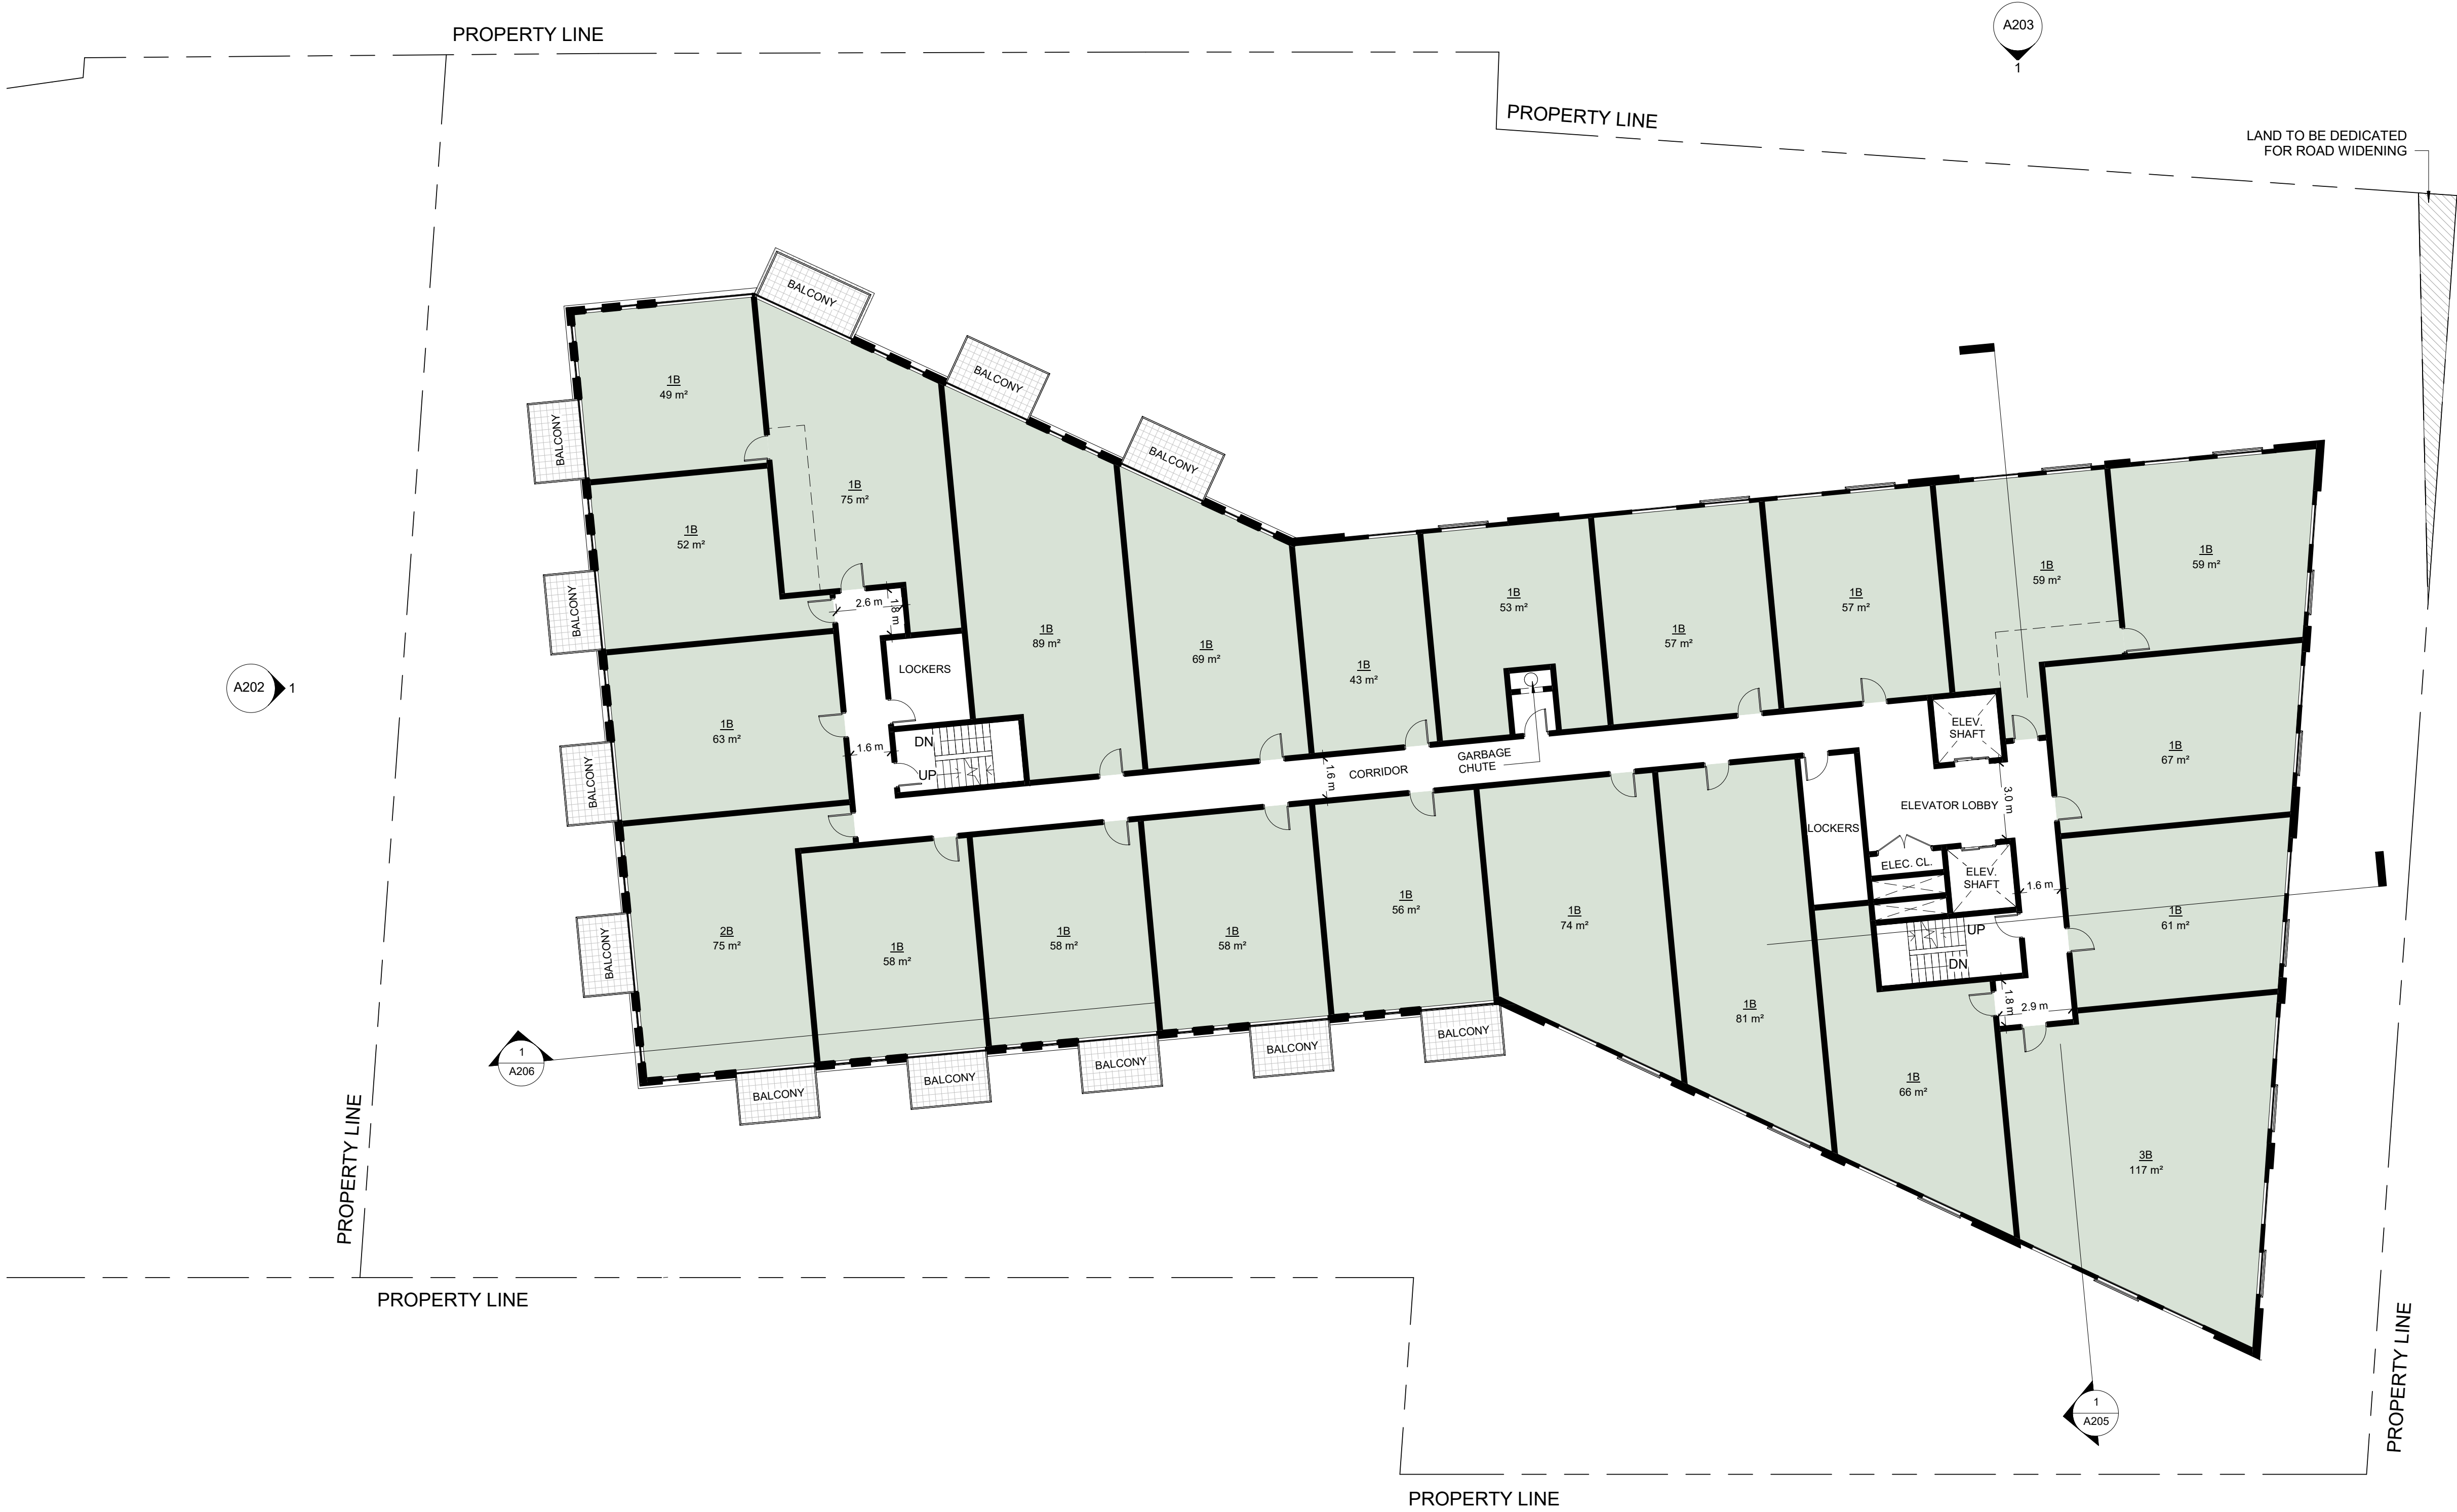 A203
1
PROPERTY LINE
PROPERTY LINE
LAND TO BE DEDICATED
FOR ROAD WIDENING
BALCONY
BALCONY
BALCONY
1B
49 m²
BALCONY
1B
75 m²
1B
52 m²
BALCONY
2.6 m
1.8 m
LOCKERS
1B
89 m²
1B
69 m²
1B
43 m²
1B
53 m²
1B
57 m²
1B
57 m²
1B
59 m²
1B
59 m²
A202
1
1B
63 m²
BALCONY
1.6 m
DN
UP
1.6 m
CORRIDOR
GARBAGE
CHUTE
ELEV.
SHAFT
3.0 m
ELEVATOR LOBBY
LOCKERS
ELEC. CL.
ELEV.
SHAFT
1.6 m
1B
67 m²
1B
61 m²
2B
75 m²
BALCONY
1B
58 m²
1B
58 m²
1B
58 m²
1B
56 m²
1B
74 m²
1B
81 m²
UP
DN
1.8 m
2.9 m
1B
66 m²
3B
117 m²
1
A206
BALCONY
BALCONY
BALCONY
BALCONY
BALCONY
PROPERTY LINE
PROPERTY LINE
1
A205
PROPERTY LINE
PROPERTY LINE